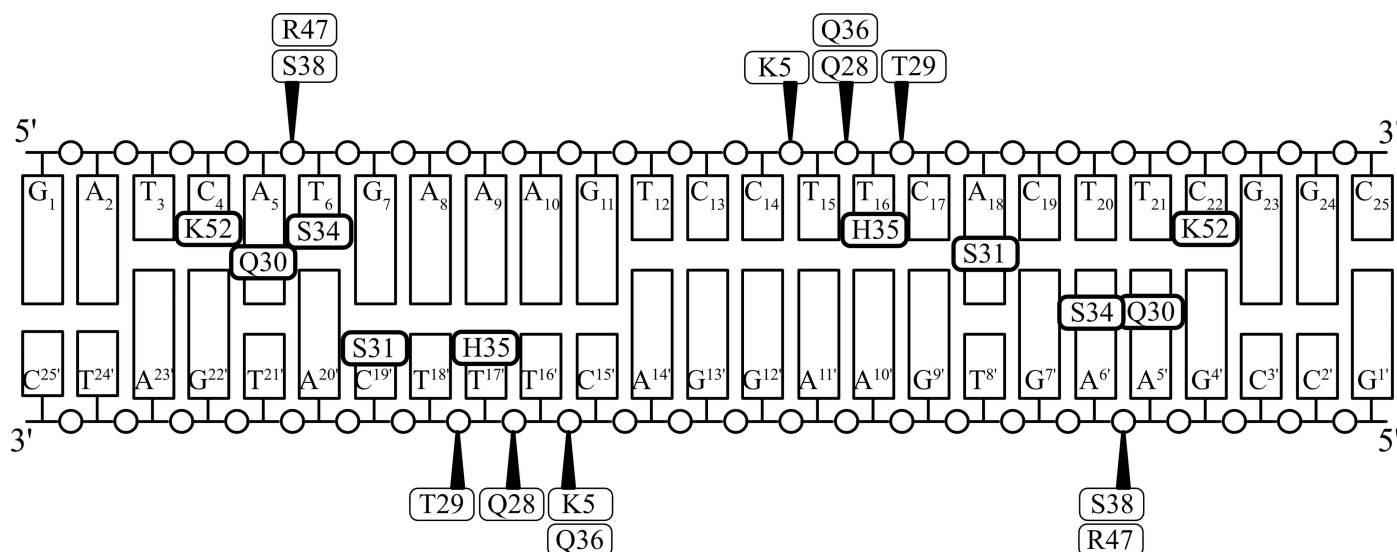 R47 Q36
S38 K5 Q28 T29
5' 3'
G₁ A₂ T₃ C₄ A₅ T₆ G₇ A₈ A₉ A₁₀ G₁₁ T₁₂ C₁₃ C₁₄ T₁₅ T₁₆ C₁₇ A₁₈ C₁₉ T₂₀ T₂₁ C₂₂ G₂₃ G₂₄ C₂₅
K52 S34 H35 K52
Q30 S31
S34 Q30
S31 H35
C²⁵' T²⁴' A²³' G²²' T²¹' A²⁰' C¹⁹' T¹⁸' T¹⁷' T¹⁶' C¹⁵' A¹⁴' G¹³' G¹²' A¹¹' A¹⁰' G⁹' T⁸' G⁷' A⁶' A⁵' G⁴' C³' C²' G¹'
3' 5'
T29 Q28 K5 S38
Q36 R47